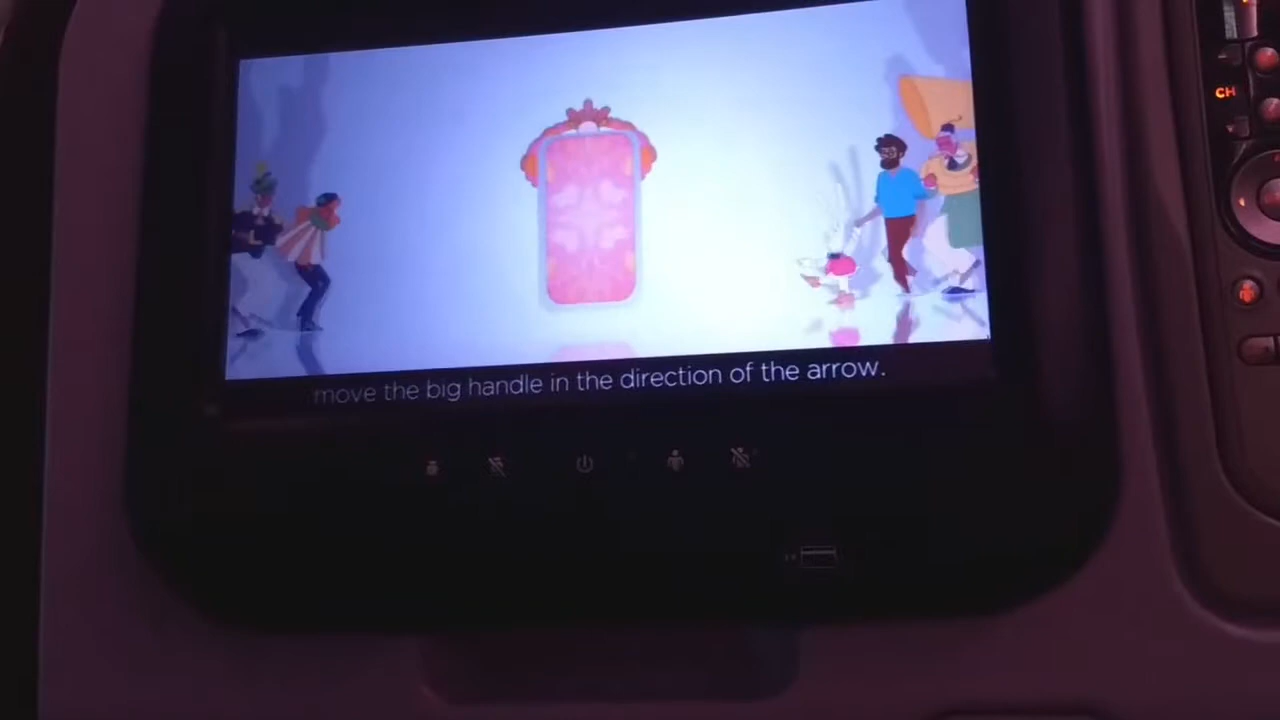 move the big handle in the direction of the arrow.
CH